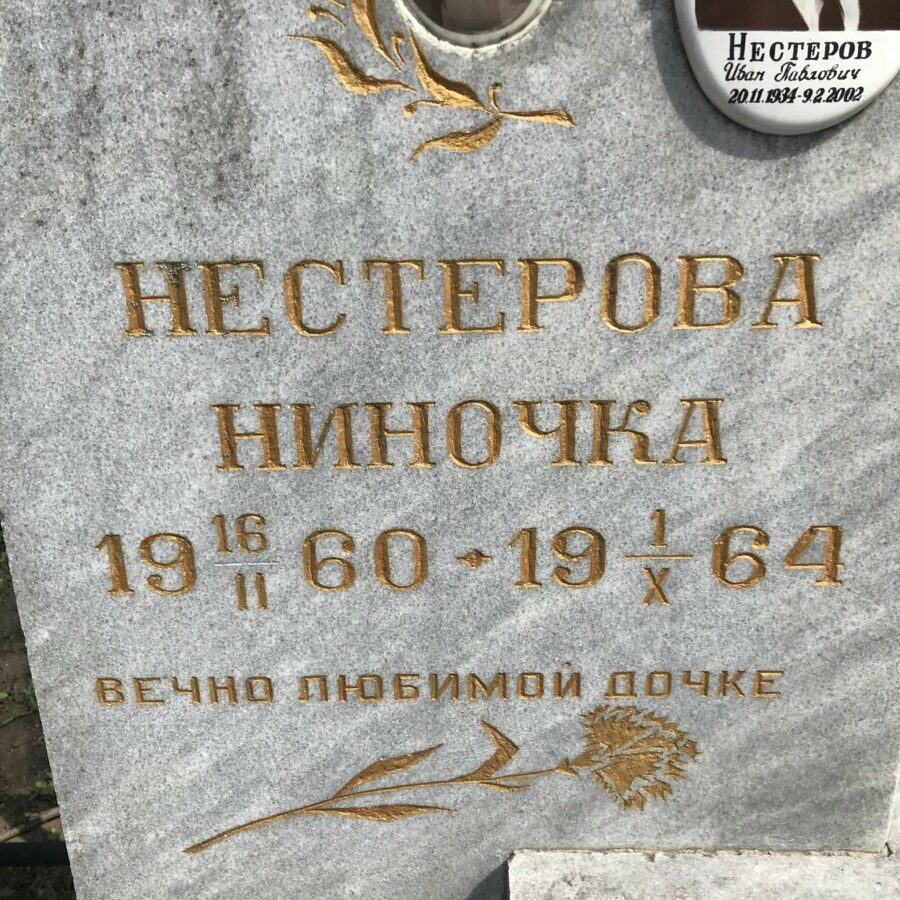 НЕСТЕРОВ
Иван Павлович
20.11.1934-9.2.2002
НЕСТЕРОВА
НИНОЧКА
19 16/II 60 • 19 1/X 64
ВЕЧНО ЛЮБИМОЙ ДОЧКЕ